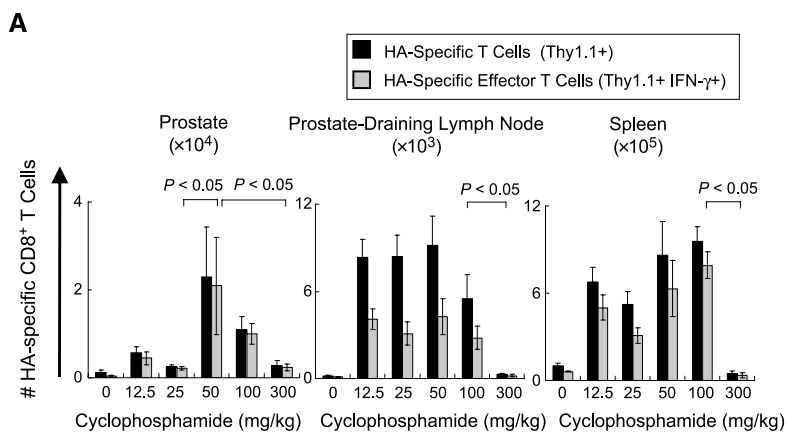 A
HA-Specific T Cells (Thy1.1+)
HA-Specific Effector T Cells (Thy1.1+ IFN-γ+)
Prostate
(×10⁴)
Prostate-Draining Lymph Node
(×10³)
Spleen
(×10⁵)
# HA-specific CD8⁺ T Cells
P < 0.05
P < 0.05
4
2
0
0 12.5 25 50 100 300
Cyclophosphamide (mg/kg)
P < 0.05
12
6
0
0 12.5 25 50 100 300
Cyclophosphamide (mg/kg)
P < 0.05
12
6
0
0 12.5 25 50 100 300
Cyclophosphamide (mg/kg)